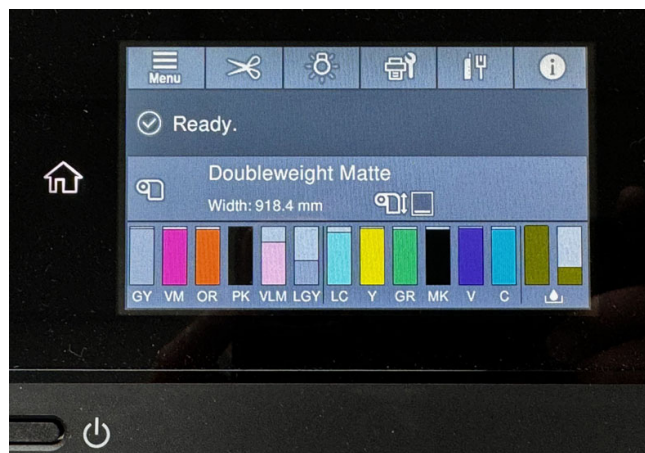 Menu
Ready.
Doubleweight Matte
Width: 918.4 mm
GY VM OR PK VLM LGY LC Y GR MK V C